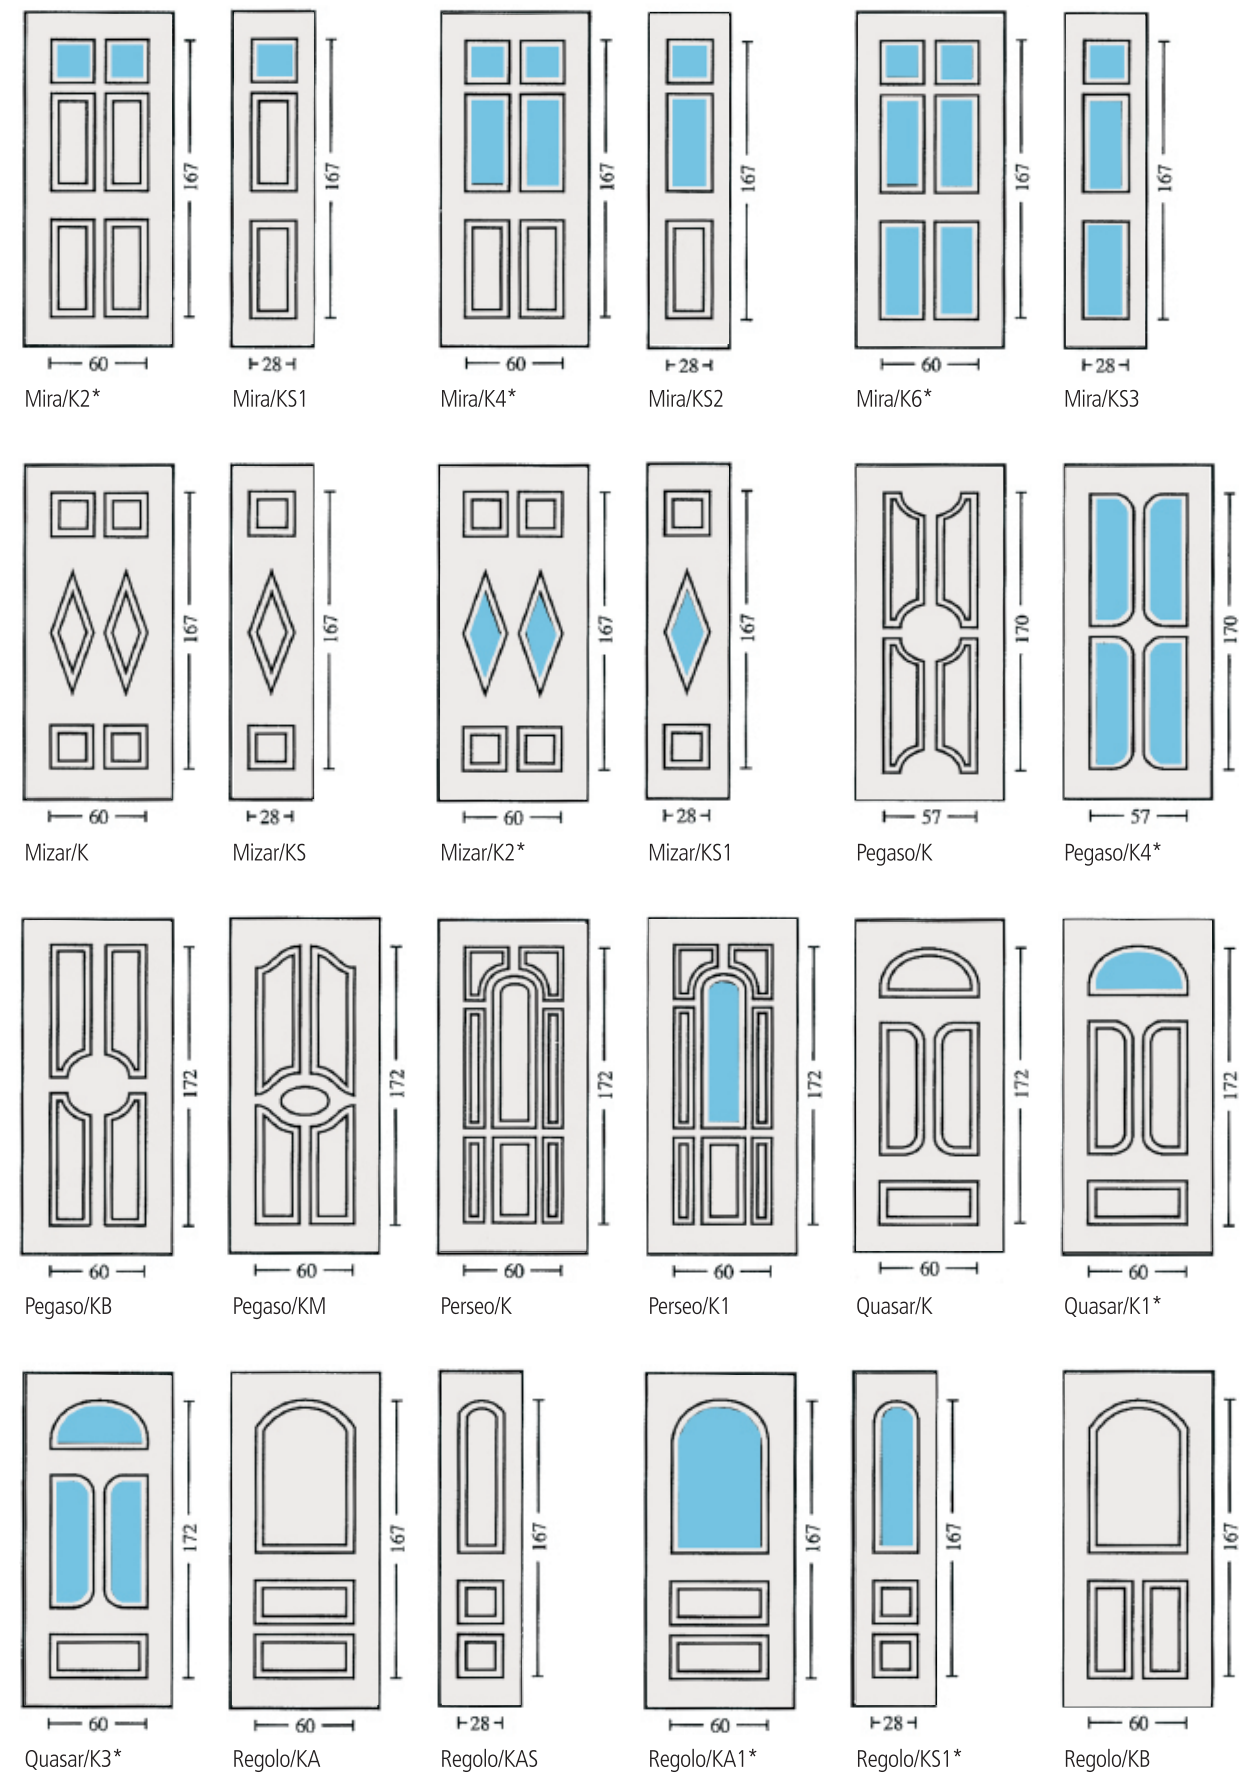 167
167
167
167
167
167
60
28
60
28
60
28
Mira/K2*
Mira/KS1
Mira/K4*
Mira/KS2
Mira/K6*
Mira/KS3
167
167
167
167
170
170
60
28
60
28
57
57
Mizar/K
Mizar/KS
Mizar/K2*
Mizar/KS1
Pegaso/K
Pegaso/K4*
172
172
172
172
172
172
60
60
60
60
60
60
Pegaso/KB
Pegaso/KM
Perseo/K
Perseo/K1
Quasar/K
Quasar/K1*
172
167
167
167
167
167
60
60
28
60
28
60
Quasar/K3*
Regolo/KA
Regolo/KAS
Regolo/KA1*
Regolo/KS1*
Regolo/KB